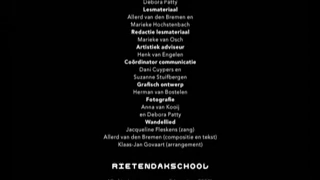 Debora Patty
Lesmateriaal
Allerd van den Bremen en
Marieke Hochstenbach
Redactie lesmateriaal
Marieke van Osch
Artistiek adviseur
Henk van Engelen
Coördinator communicatie
Dani Cuypers en
Suzanne Stuifbergen
Grafisch ontwerp
Herman van Bostelen
Fotografie
Anna van Kooij
en Debora Patty
Wandellied
Jacqueline Fleskens (zang)
Allerd van den Bremen (compositie en tekst)
Klaas-Jan Govaart (arrangement)
RIETENDAKSCHOOL